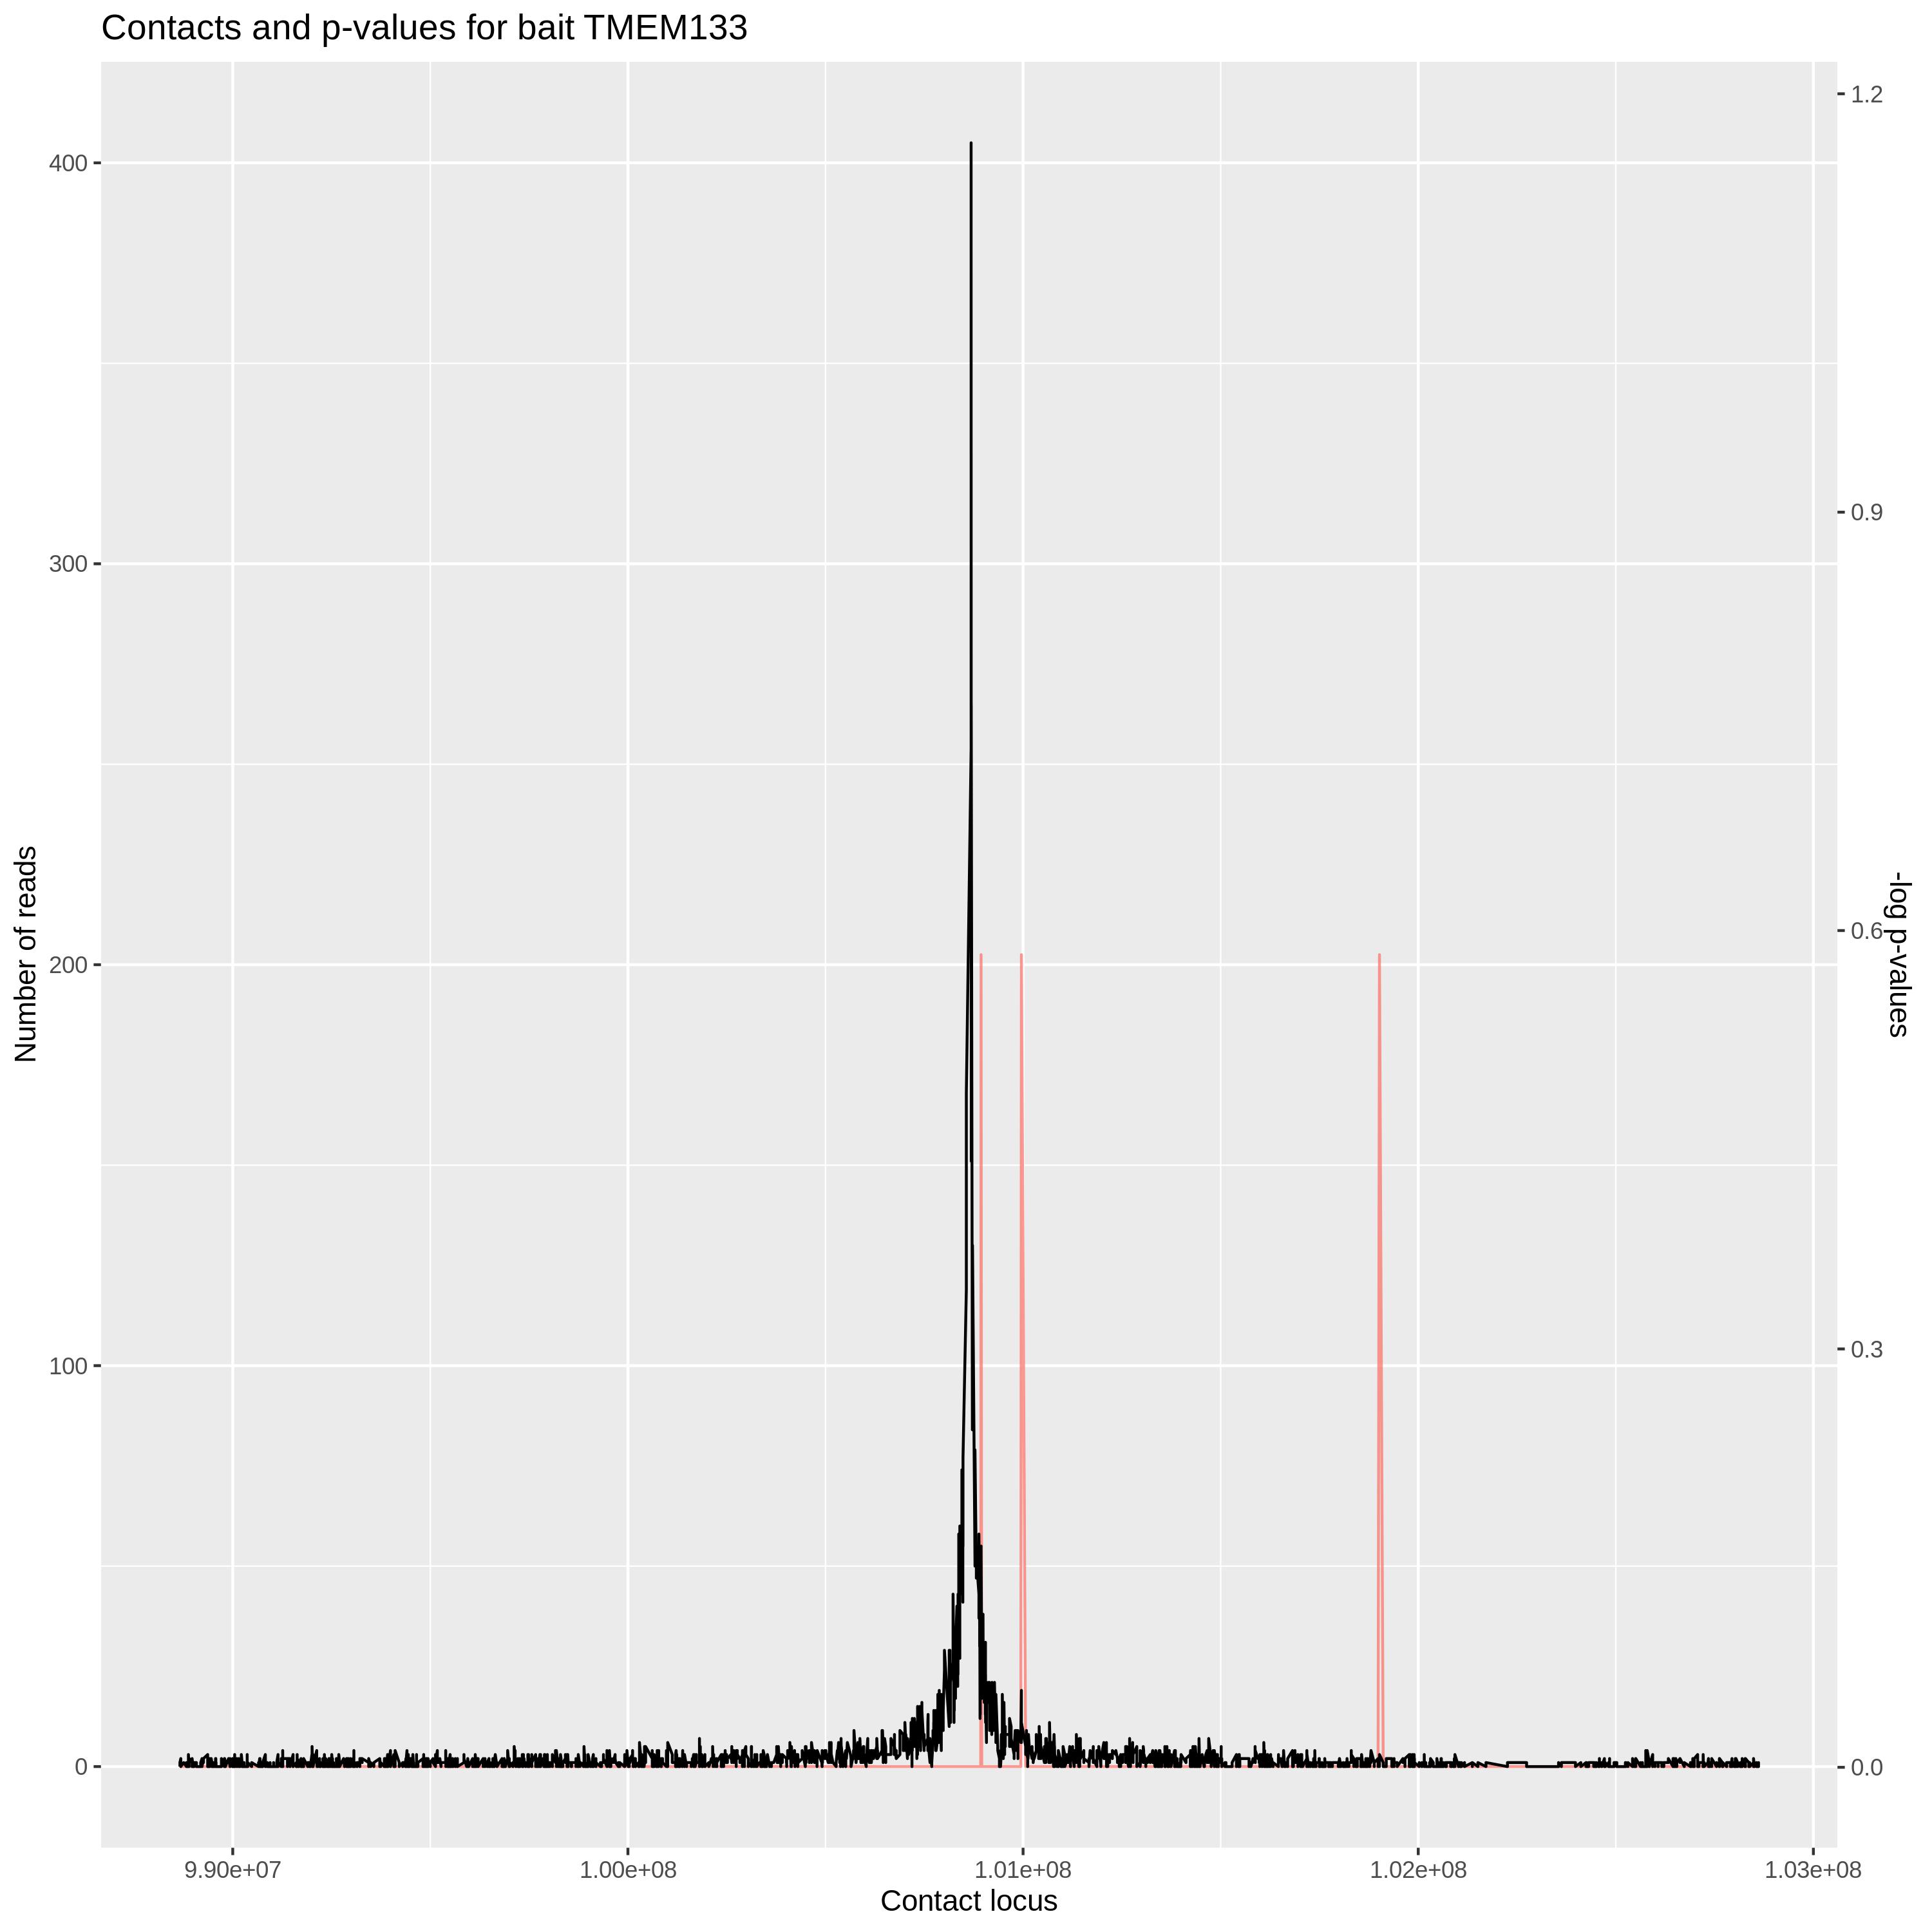 Contacts and p-values for bait TMEM133
400
300
200
100
0
Number of reads
1.2
0.9
0.6
0.3
0.0
-log p-values
9.90e+07 1.00e+08 1.01e+08 1.02e+08 1.03e+08
Contact locus